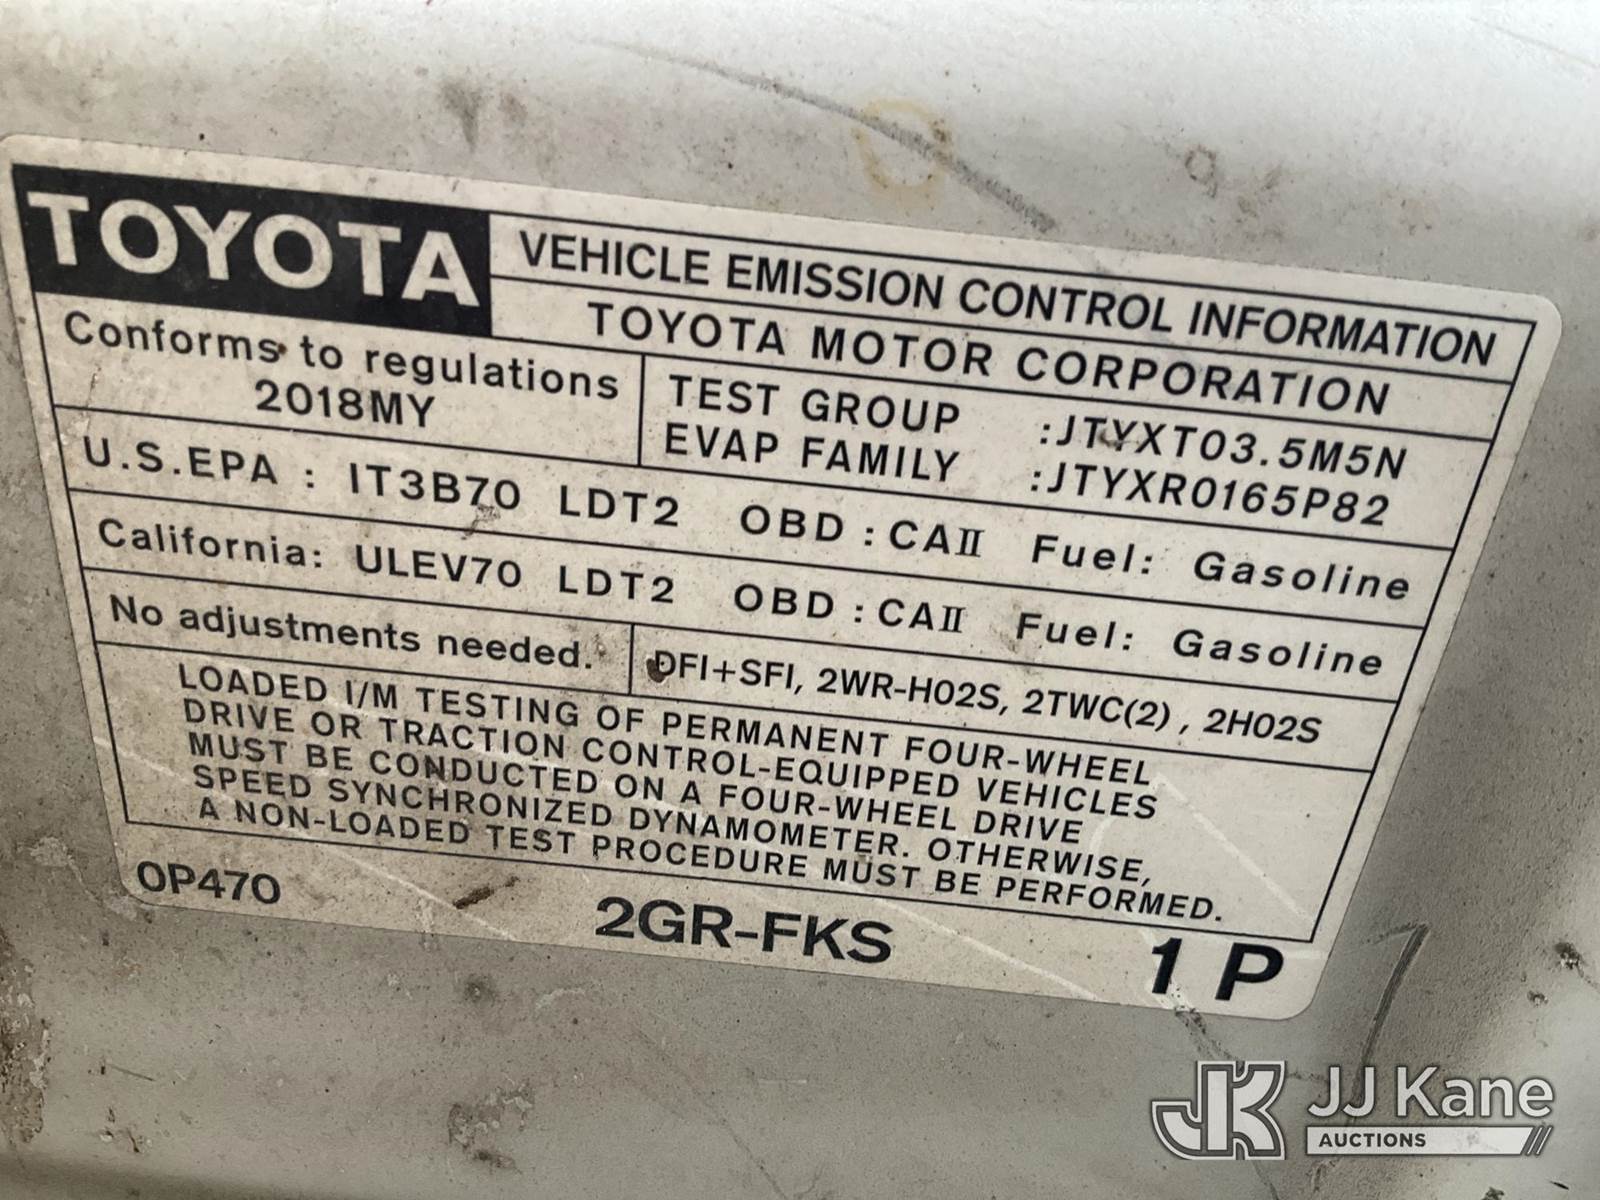 TOYOTA
VEHICLE EMISSION CONTROL INFORMATION
TOYOTA MOTOR CORPORATION
Conforms to regulations
2018MY
TEST GROUP :JTYXT03.5M5N
EVAP FAMILY :JTYXR0165P82
U.S.EPA : IT3B70 LDT2 OBD : CAII Fuel: Gasoline
California: ULEV70 LDT2 OBD : CAII Fuel: Gasoline
No adjustments needed.
DFI+SFI, 2WR-HO2S, 2TWC(2) , 2HO2S
LOADED I/M TESTING OF PERMANENT FOUR-WHEEL
DRIVE OR TRACTION CONTROL-EQUIPPED VEHICLES
MUST BE CONDUCTED ON A FOUR-WHEEL DRIVE
SPEED SYNCHRONIZED DYNAMOMETER. OTHERWISE,
A NON-LOADED TEST PROCEDURE MUST BE PERFORMED.
0P470
2GR-FKS
1 P
JK JJ Kane
AUCTIONS